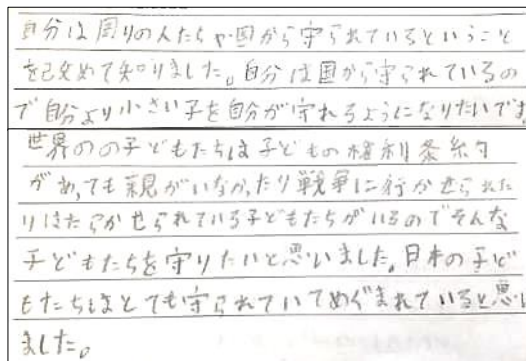 自分は周りの人たちや国から守られているということ
を改めて知りました。自分は国から守られているの
で自分より小さい子を自分が守れるようになりたいです
世界のの子どもたちは子どもの権利条約
があっても親がいなかったり戦争に行かせられた
りはたらかせられている子どもたちがいるのでそんな
子どもたちを守りたいと思いました。日本の子ど
もたちはとても守られていてめぐまれていると思い
ました。